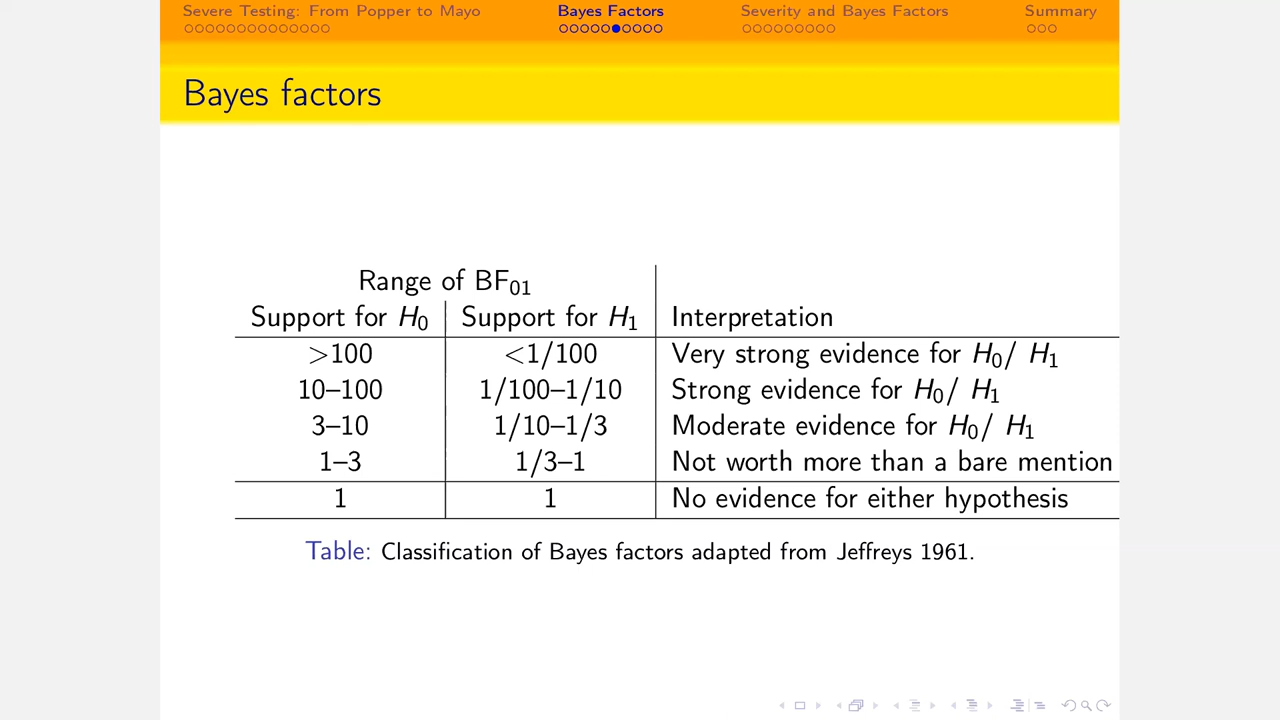 Severe Testing: From Popper to Mayo Bayes Factors Severity and Bayes Factors Summary
Bayes factors
Range of BF01
Support for H0 Support for H1 Interpretation
>100 <1/100 Very strong evidence for H0/ H1
10–100 1/100–1/10 Strong evidence for H0/ H1
3–10 1/10–1/3 Moderate evidence for H0/ H1
1–3 1/3–1 Not worth more than a bare mention
1 1 No evidence for either hypothesis
Table: Classification of Bayes factors adapted from Jeffreys 1961.